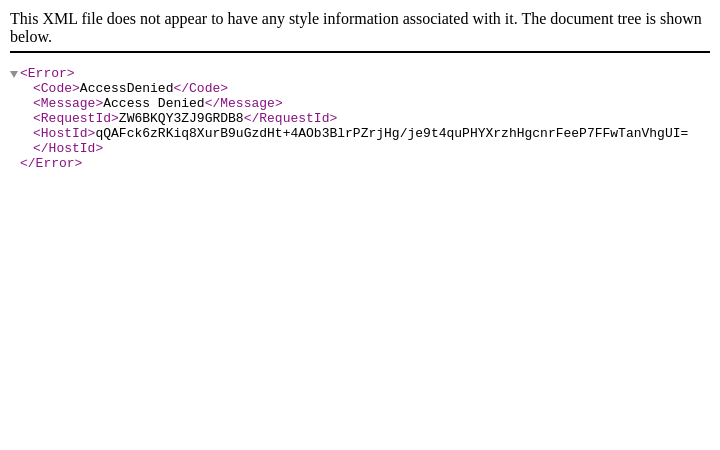 This XML file does not appear to have any style information associated with it. The document tree is shown
below.
<Error>
<Code>AccessDenied</Code>
<Message>Access Denied</Message>
<RequestId>ZW6BKQY3ZJ9GRDB8</RequestId>
<HostId>qQAFck6zRKiq8XurB9uGzdHt+4AOb3BlrPZrjHg/je9t4quPHYXrzhHgcnrFeeP7FFwTanVhgUI=
</HostId>
</Error>